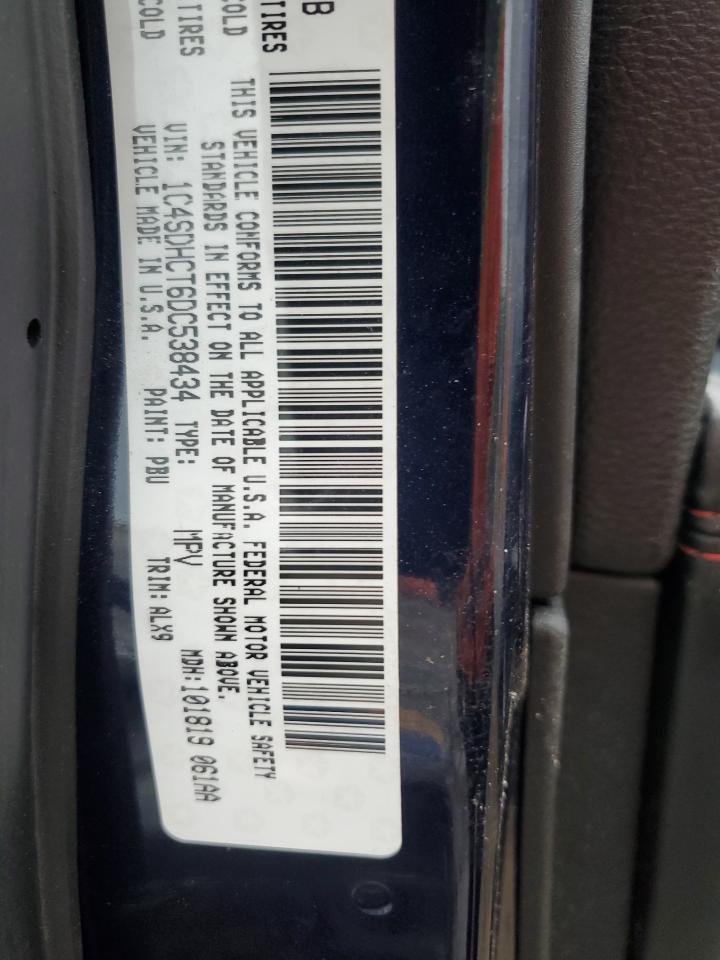 B
TIRES
COLD
TIRES
COLD
THIS VEHICLE CONFORMS TO ALL APPLICABLE U.S.A. FEDERAL MOTOR VEHICLE SAFETY
STANDARDS IN EFFECT ON THE DATE OF MANUFACTURE SHOWN ABOVE.
VIN: 1C4SDHCT6DC538434 TYPE: MPV
VEHICLE MADE IN U.S.A. PAINT: PBU TRIM: ALX9 MDH: 101819 061AA